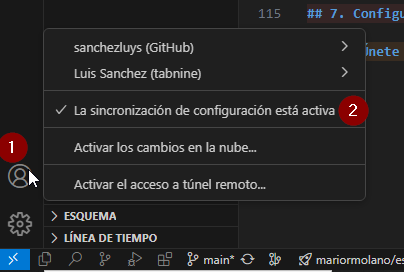 115
## 7. Configu
Únete
sanchezluys (GitHub)
Luis Sanchez (tabnine)
La sincronización de configuración está activa
2
1
Activar los cambios en la nube...
Activar el acceso a túnel remoto...
ESQUEMA
LÍNEA DE TIEMPO
main*
mariormolano/es